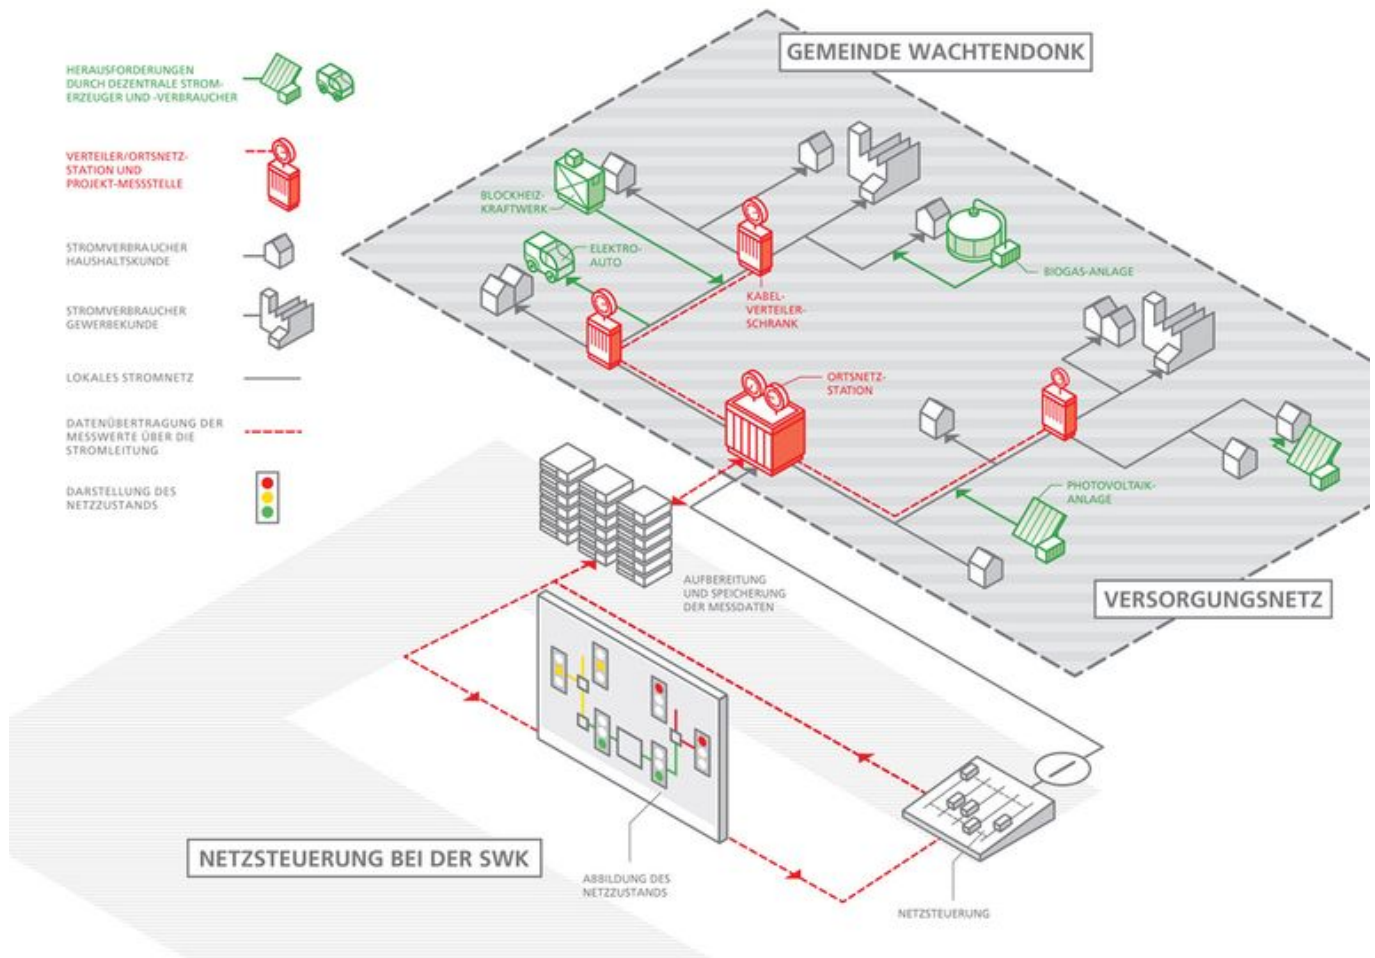 HERAUSFORDERUNGEN
DURCH DEZENTRALE STROM-
ERZEUGER UND -VERBRAUCHER
VERTEILER/ORTSNETZ-
STATION UND
PROJEKT-MESSSTELLE
STROMVERBRAUCHER
HAUSHALTSKUNDE
STROMVERBRAUCHER
GEWERBEKUNDE
LOKALES STROMNETZ
DATENÜBERTRAGUNG DER
MESSWERTE ÜBER DIE
STROMLEITUNG
DARSTELLUNG DES
NETZZUSTANDS
GEMEINDE WACHTENDONK
BLOCKHEIZ-
KRAFTWERK
ELEKTRO-
AUTO
KABEL-
VERTEILER-
SCHRANK
BIOGAS-ANLAGE
ORTSNETZ-
STATION
PHOTOVOLTAIK-
ANLAGE
VERSORGUNGSNETZ
AUFBEREITUNG
UND SPEICHERUNG
DER MESSDATEN
NETZSTEUERUNG BEI DER SWK
ABBILDUNG DES
NETZZUSTANDS
NETZSTEUERUNG